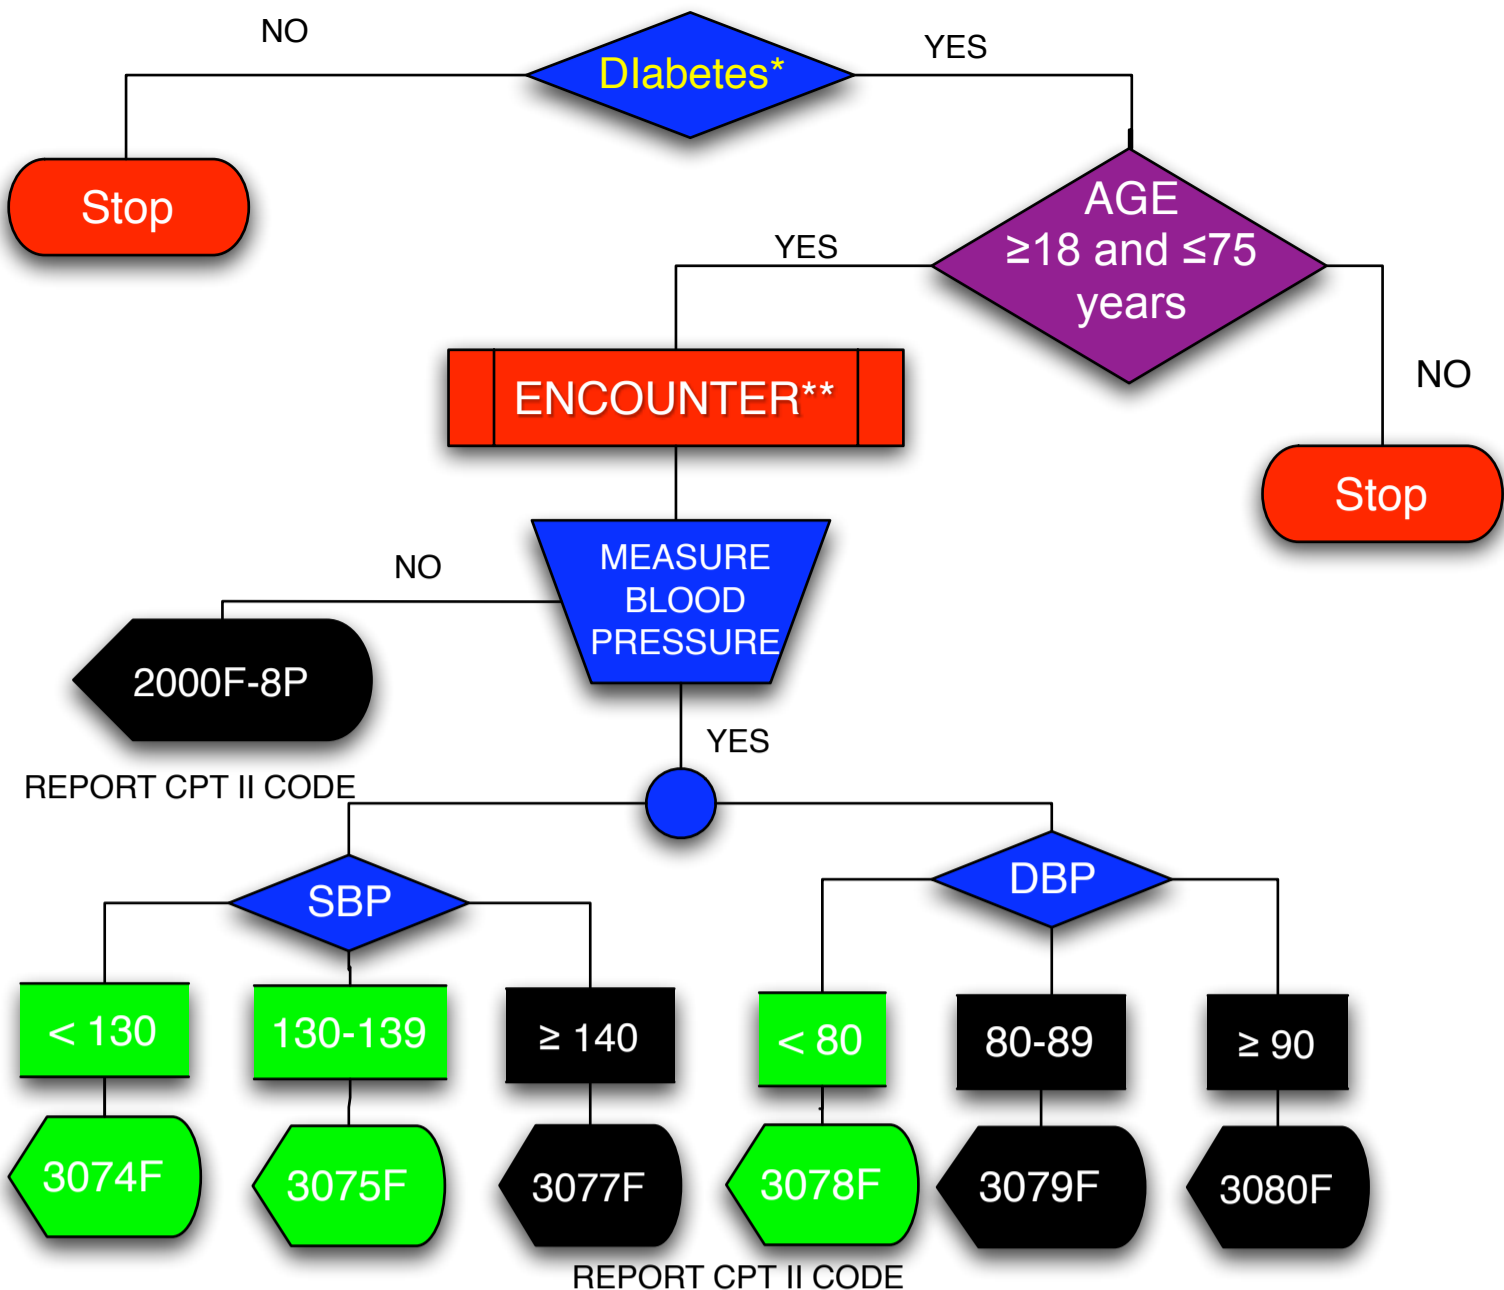 NO
DIabetes*
YES
Stop
AGE
≥18 and ≤75
years
YES
ENCOUNTER**
NO
Stop
MEASURE
BLOOD
PRESSURE
NO
2000F-8P
YES
REPORT CPT II CODE
SBP
DBP
< 130
130-139
≥ 140
< 80
80-89
≥ 90
3074F
3075F
3077F
3078F
3079F
3080F
REPORT CPT II CODE